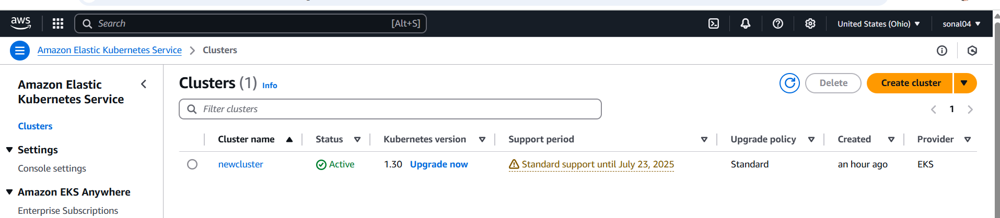 aws
Search [Alt+S]
United States (Ohio)
sonal04
Amazon Elastic Kubernetes Service > Clusters
Amazon Elastic
Kubernetes Service
Clusters
Settings
Console settings
Amazon EKS Anywhere
Enterprise Subscriptions
Clusters (1) Info
Delete
Create cluster
Filter clusters
1
Cluster name Status Kubernetes version Support period Upgrade policy Created Provider
newcluster Active 1.30 Upgrade now Standard support until July 23, 2025 Standard an hour ago EKS